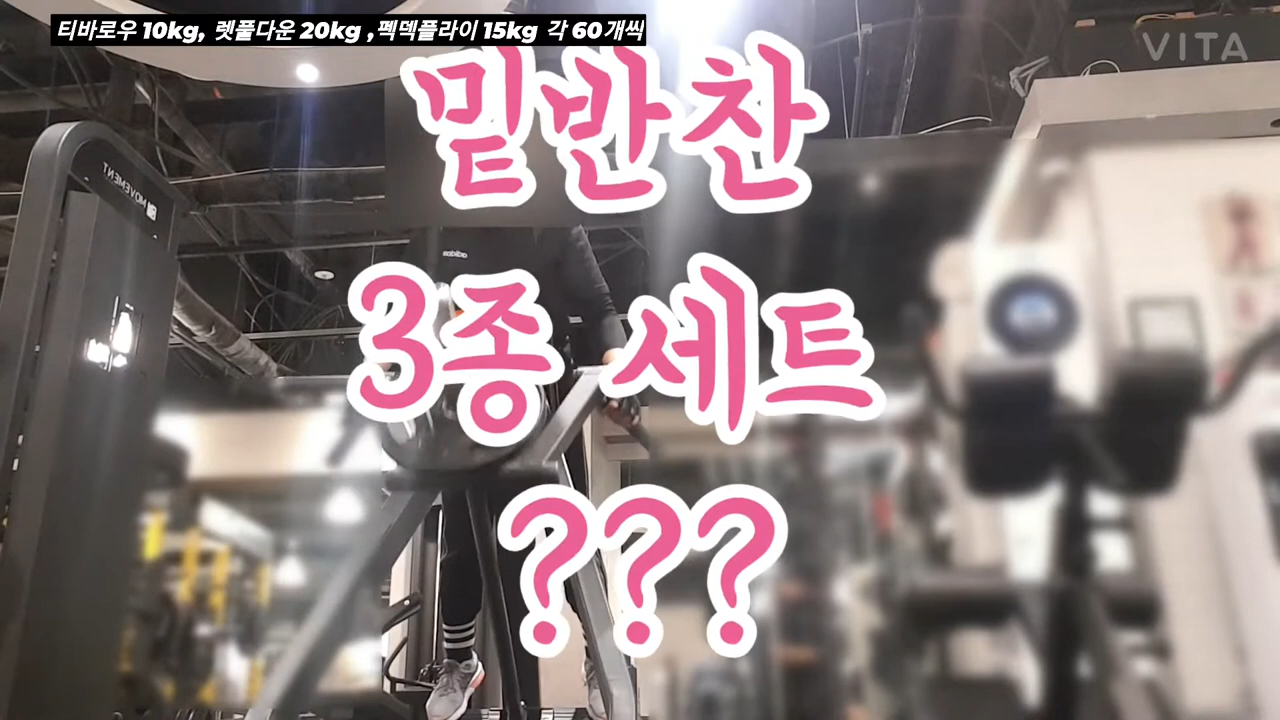 티바로우 10kg, 렛풀다운 20kg ,펙덱플라이 15kg 각 60개씩
VITA
밑반찬
3종 세트
???
MOVEMENT
adidas